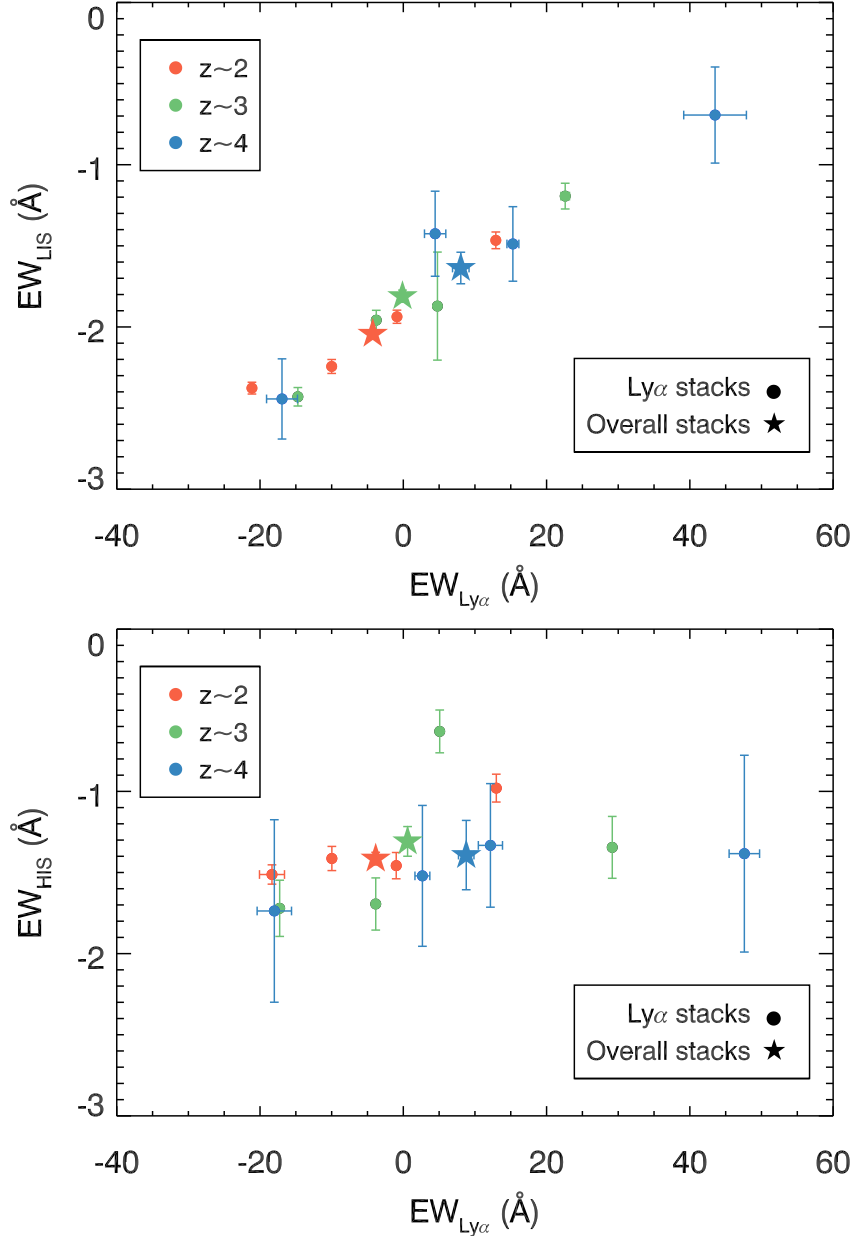 0
z~2
z~3
z~4
-1
EW_LIS (Å)
-2
Lyα stacks
Overall stacks
-3
-40 -20 0 20 40 60
EW_Lyα (Å)
0
z~2
z~3
z~4
-1
EW_HIS (Å)
-2
Lyα stacks
Overall stacks
-3
-40 -20 0 20 40 60
EW_Lyα (Å)